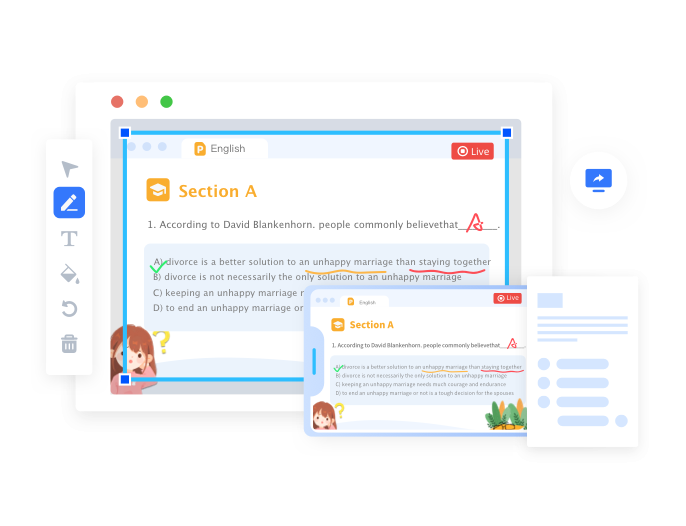 English
Live
Section A
1. According to David Blankenhorn. people commonly believethat______.
A
A) divorce is a better solution to an unhappy marriage than staying together
B) divorce is not necessarily the only solution to an unhappy marriage
C) keeping an unhappy marriage
D) to end an unhappy marriage or
?
T
English
Live
Section A
1. According to David Blankenhorn. people commonly believethat______
A
A) divorce is a better solution to an unhappy marriage than staying together
B) divorce is not necessarily the only solution to an unhappy marriage
C) keeping an unhappy marriage needs much courage and endurance
D) to end an unhappy marriage or not is a tough decision for the spouses
?